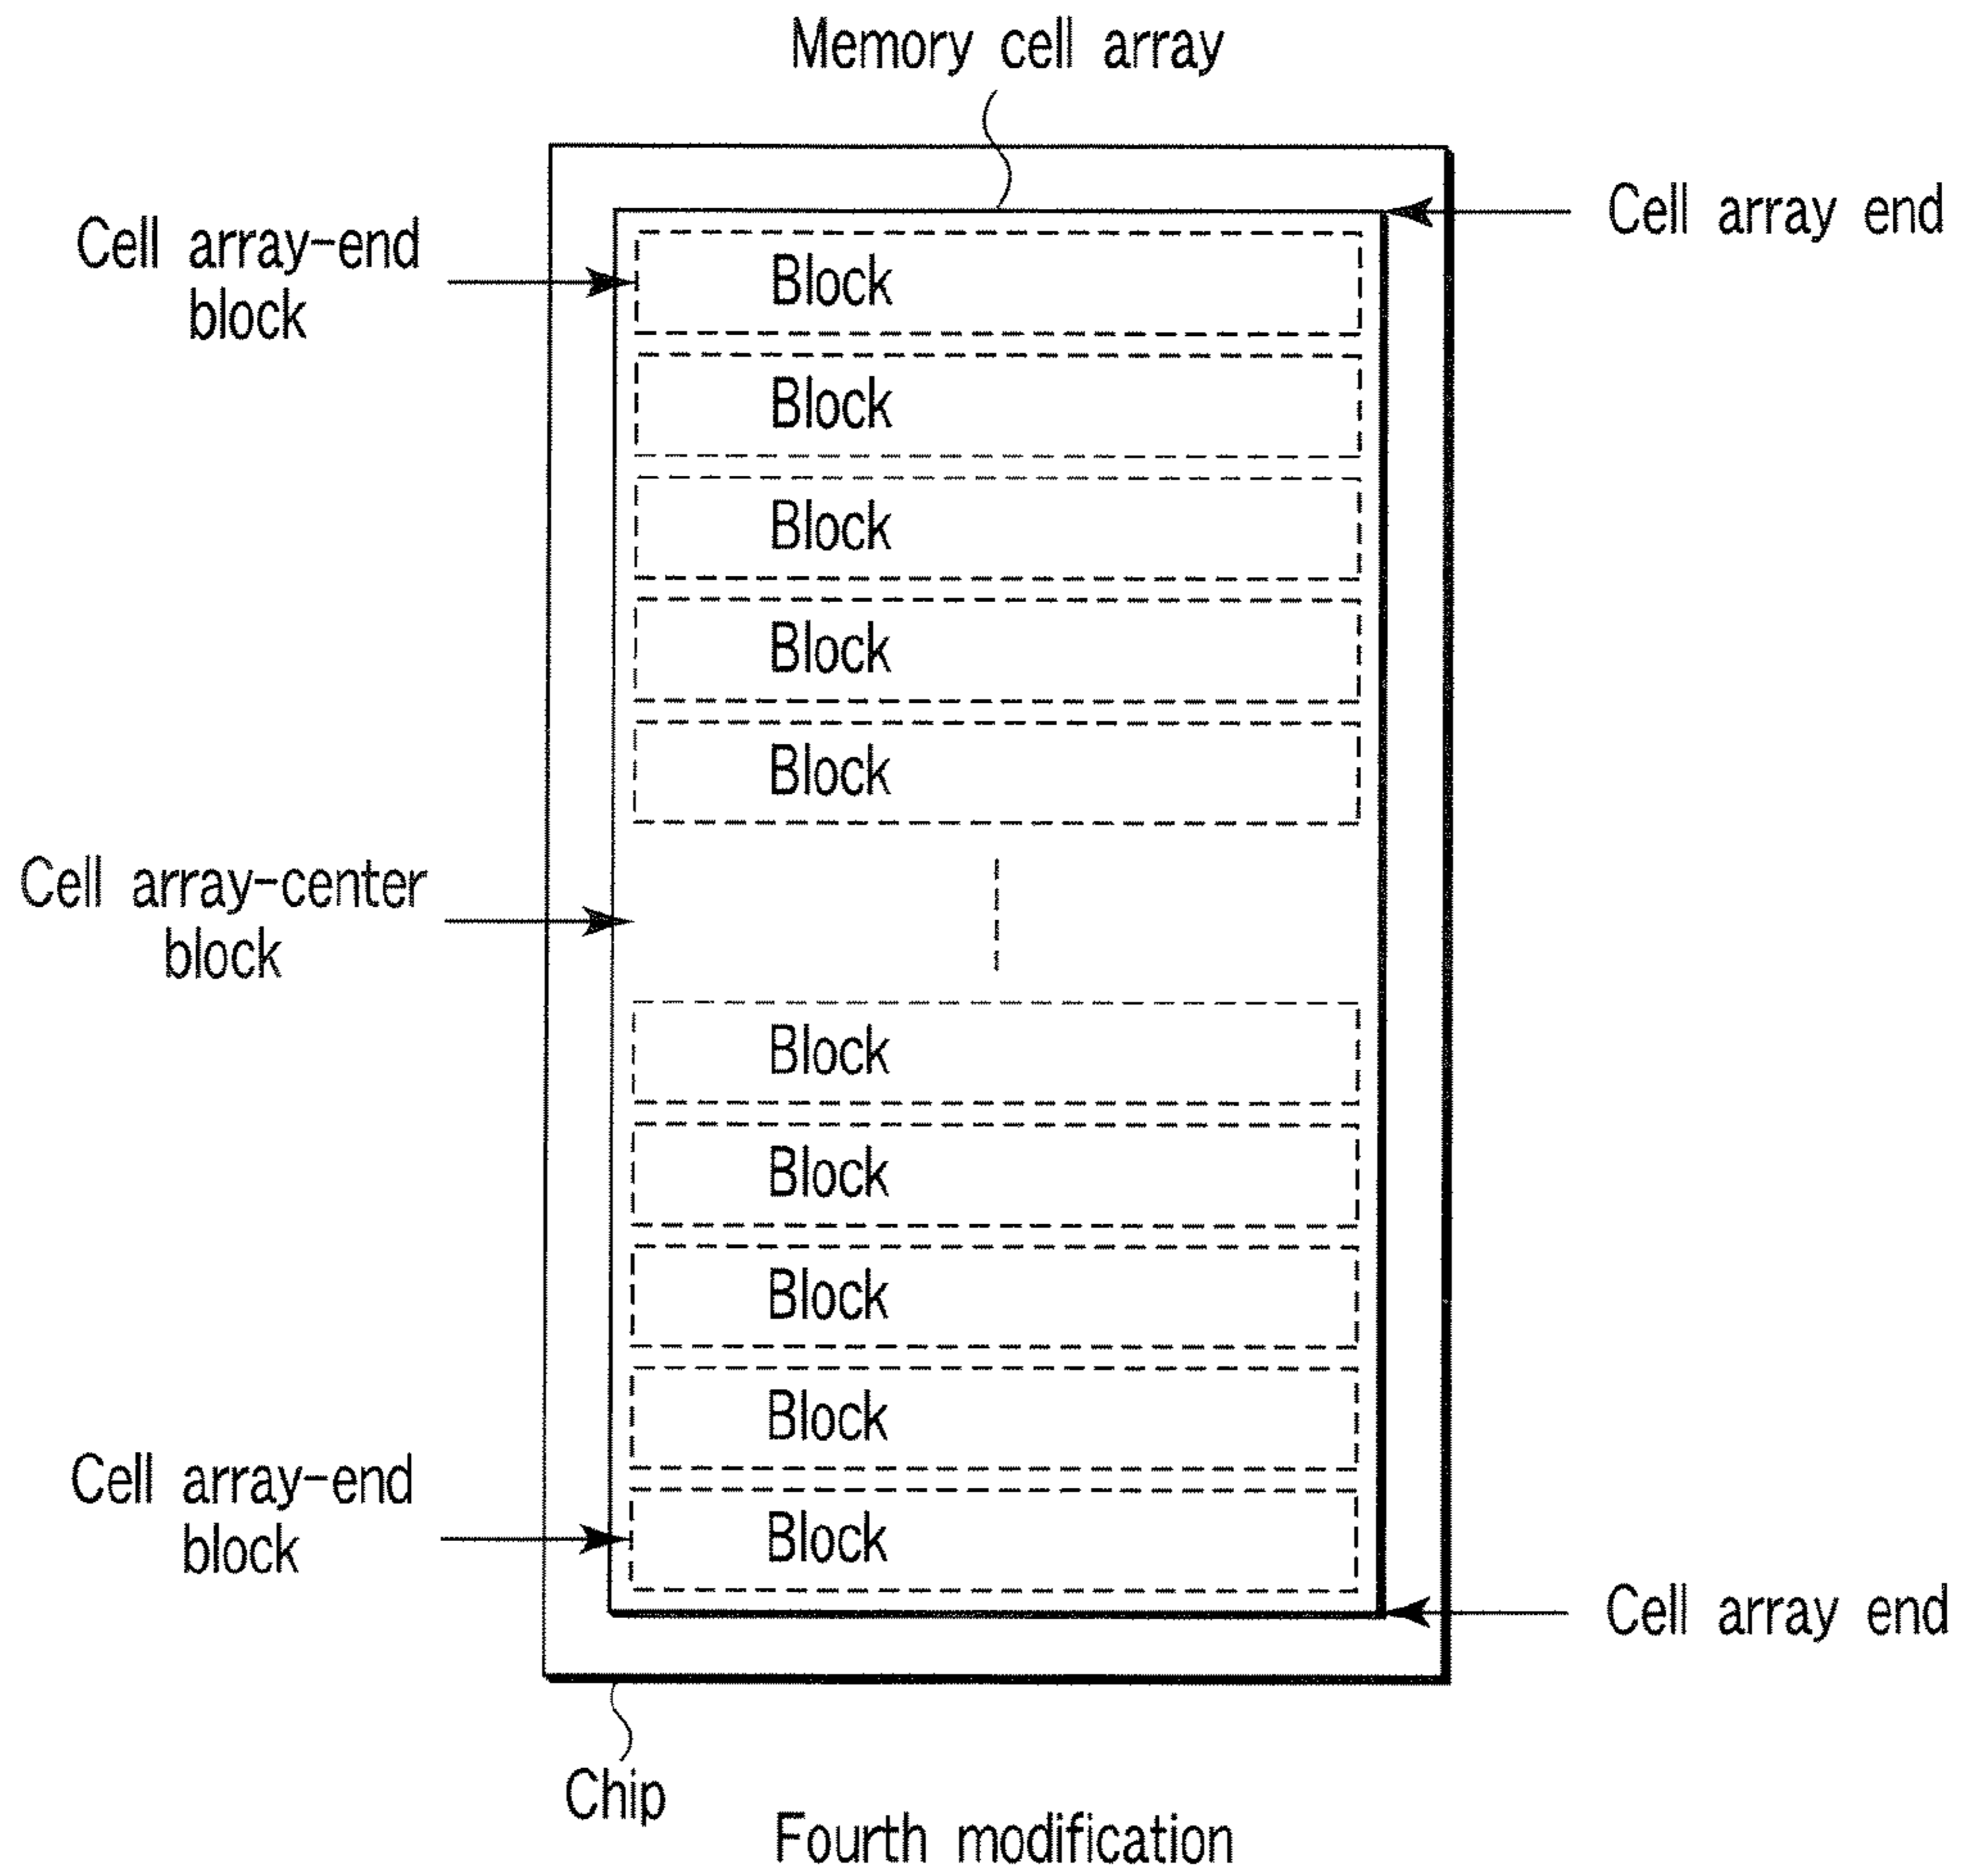 Memory cell array
Cell array-end
block
Cell array end
Block
Block
Block
Block
Block
Cell array-center
block
Block
Block
Block
Block
Block
Cell array-end
block
Cell array end
Chip
Fourth modification